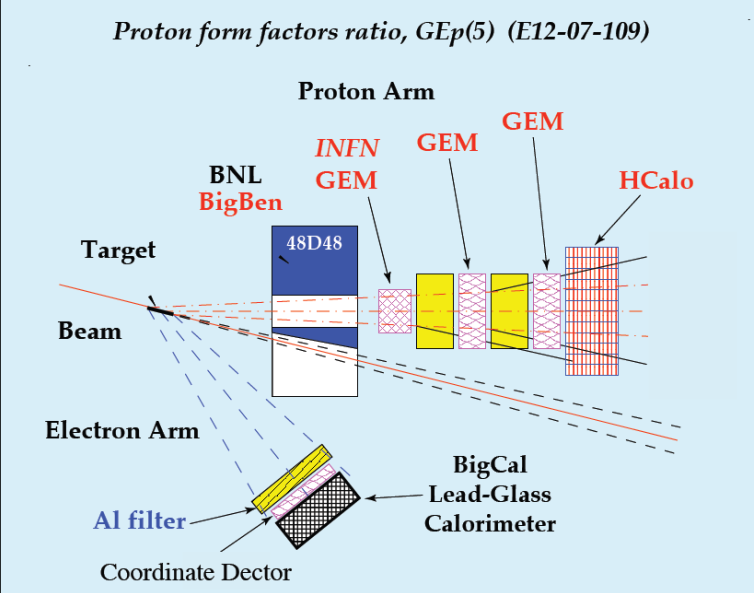 Proton form factors ratio, GEp(5) (E12-07-109)
Proton Arm
INFN
GEM
GEM
GEM
BNL
BigBen
HCalo
48D48
Target
Beam
Electron Arm
BigCal
Lead-Glass
Calorimeter
Al filter
Coordinate Dector